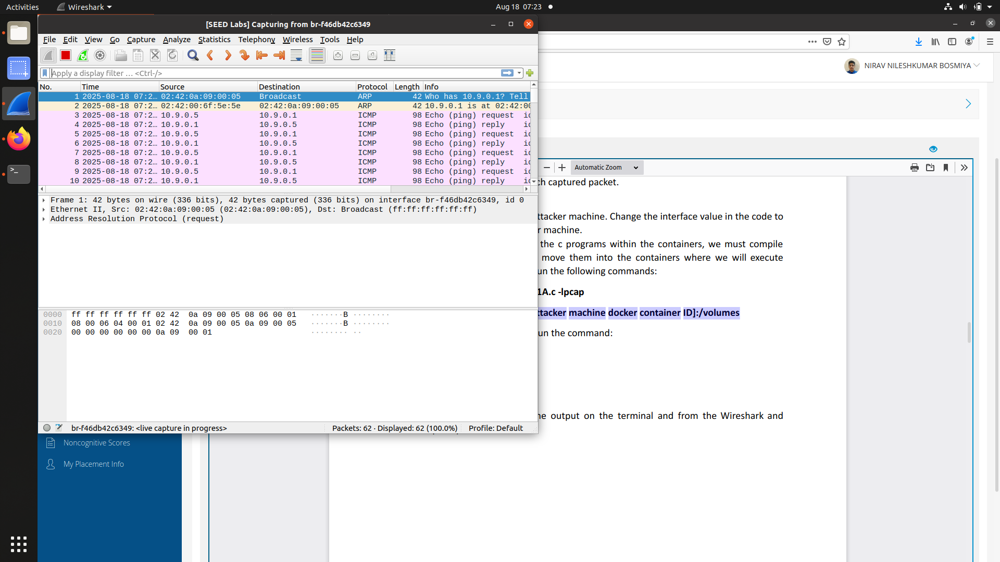 Activities
Wireshark
Aug 18 07:23
[SEED Labs] Capturing from br-f46db42c6349
File Edit View Go Capture Analyze Statistics Telephony Wireless Tools Help
Apply a display filter … <Ctrl-/>
No. Time Source Destination Protocol Length Info
1 2025-08-18 07:2… 02:42:0a:09:00:05 Broadcast ARP 42 Who has 10.9.0.1? Tell
2 2025-08-18 07:2… 02:42:00:6f:5e:5e 02:42:0a:09:00:05 ARP 42 10.9.0.1 is at 02:42:00
3 2025-08-18 07:2… 10.9.0.5 10.9.0.1 ICMP 98 Echo (ping) request
4 2025-08-18 07:2… 10.9.0.1 10.9.0.5 ICMP 98 Echo (ping) reply
5 2025-08-18 07:2… 10.9.0.5 10.9.0.1 ICMP 98 Echo (ping) request
6 2025-08-18 07:2… 10.9.0.1 10.9.0.5 ICMP 98 Echo (ping) reply
7 2025-08-18 07:2… 10.9.0.5 10.9.0.1 ICMP 98 Echo (ping) request
8 2025-08-18 07:2… 10.9.0.1 10.9.0.5 ICMP 98 Echo (ping) reply
9 2025-08-18 07:2… 10.9.0.5 10.9.0.1 ICMP 98 Echo (ping) request
10 2025-08-18 07:2… 10.9.0.1 10.9.0.5 ICMP 98 Echo (ping) reply
Frame 1: 42 bytes on wire (336 bits), 42 bytes captured (336 bits) on interface br-f46db42c6349, id 0
Ethernet II, Src: 02:42:0a:09:00:05 (02:42:0a:09:00:05), Dst: Broadcast (ff:ff:ff:ff:ff:ff)
Address Resolution Protocol (request)
0000 ff ff ff ff ff ff 02 42 0a 09 00 05 08 06 00 01 ·······B ········
0010 08 00 06 04 00 01 02 42 0a 09 00 05 0a 09 00 05 ·······B ········
0020 00 00 00 00 00 00 0a 09 00 01 ········ ··
br-f46db42c6349: <live capture in progress>
Packets: 62 · Displayed: 62 (100.0%)
Profile: Default
Noncognitive Scores
My Placement Info
NIRAV NILESHKUMAR BOSMIYA
Automatic Zoom
ch captured packet.
ttacker machine. Change the interface value in the code to
r machine.
the c programs within the containers, we must compile
move them into the containers where we will execute
un the following commands:
1A.c -lpcap
ttacker machine docker container ID]:/volumes
un the command:
he output on the terminal and from the Wireshark and